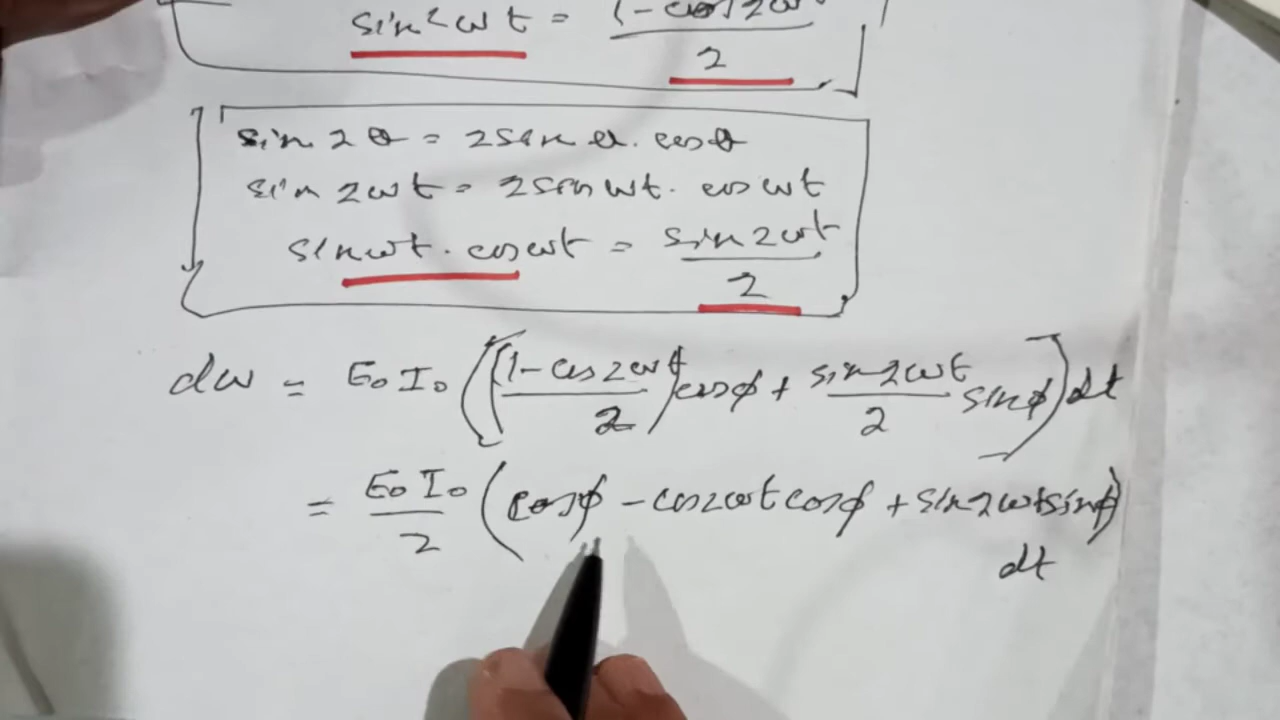 sin²ωt = (1-cos2ωt)/2
sin 2θ = 2sin θ. cosθ
sin 2ωt = 2sinωt. cosωt
sinωt . cosωt = sin2ωt/2
dw = E₀I₀ (((1-cos2ωt)/2)cosφ + (sin2ωt/2) sinφ) dt
= E₀I₀/2 (cosφ - cos2ωt cosφ + sin2ωt sinφ)
dt